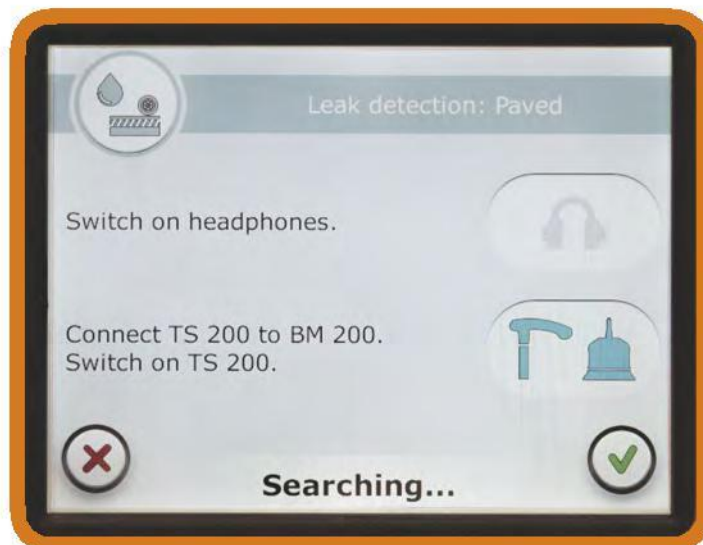 Leak detection: Paved
Switch on headphones.
Connect TS 200 to BM 200.
Switch on TS 200.
Searching...